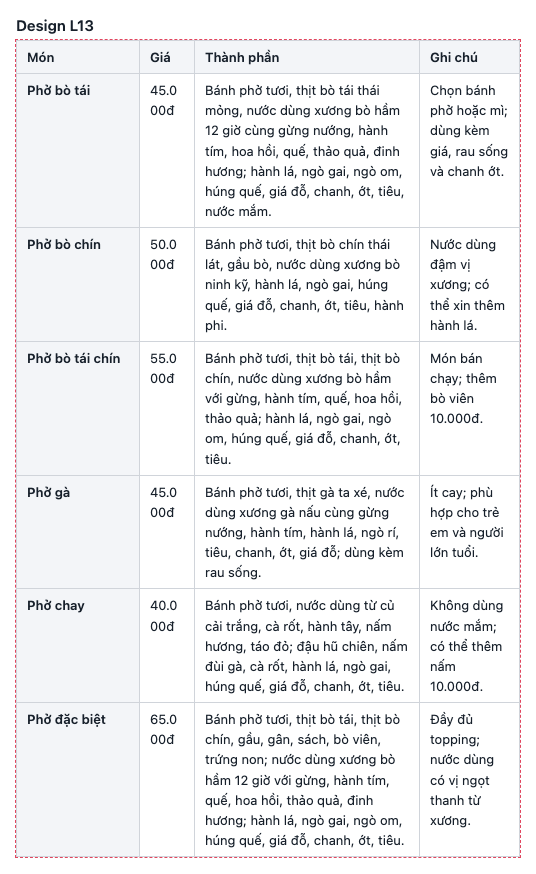 Design L13
Món Giá Thành phần Ghi chú
Phở bò tái
45.0
00đ
Bánh phở tươi, thịt bò tái thái
mỏng, nước dùng xương bò hầm
12 giờ cùng gừng nướng, hành
tím, hoa hồi, quế, thảo quả, đinh
hương; hành lá, ngò gai, ngò om,
húng quế, giá đỗ, chanh, ớt, tiêu,
nước mắm.
Chọn bánh
phở hoặc mì;
dùng kèm
giá, rau sống
và chanh ớt.
Phở bò chín
50.0
00đ
Bánh phở tươi, thịt bò chín thái
lát, gầu bò, nước dùng xương bò
ninh kỹ, hành lá, ngò gai, húng
quế, giá đỗ, chanh, ớt, tiêu, hành
phi.
Nước dùng
đậm vị
xương; có
thể xin thêm
hành lá.
Phở bò tái chín
55.0
00đ
Bánh phở tươi, thịt bò tái, thịt bò
chín, nước dùng xương bò hầm
với gừng, hành tím, quế, hoa hồi,
thảo quả; hành lá, ngò gai, ngò
om, húng quế, giá đỗ, chanh, ớt,
tiêu.
Món bán
chạy; thêm
bò viên
10.000đ.
Phở gà
45.0
00đ
Bánh phở tươi, thịt gà ta xé, nước
dùng xương gà nấu cùng gừng
nướng, hành tím, hành lá, ngò rí,
tiêu, chanh, ớt, giá đỗ; dùng kèm
rau sống.
Ít cay; phù
hợp cho trẻ
em và người
lớn tuổi.
Phở chay
40.0
00đ
Bánh phở tươi, nước dùng từ củ
cải trắng, cà rốt, hành tây, nấm
hương, táo đỏ; đậu hũ chiên, nấm
đùi gà, cà rốt, hành lá, ngò gai,
húng quế, giá đỗ, chanh, ớt, tiêu.
Không dùng
nước mắm;
có thể thêm
nấm
10.000đ.
Phở đặc biệt
65.0
00đ
Bánh phở tươi, thịt bò tái, thịt bò
chín, gầu, gân, sách, bò viên,
trứng non; nước dùng xương bò
hầm 12 giờ với gừng, hành tím,
quế, hoa hồi, thảo quả, đinh
hương; hành lá, ngò gai, ngò om,
húng quế, giá đỗ, chanh, ớt, tiêu.
Đầy đủ
topping;
nước dùng
có vị ngọt
thanh từ
xương.